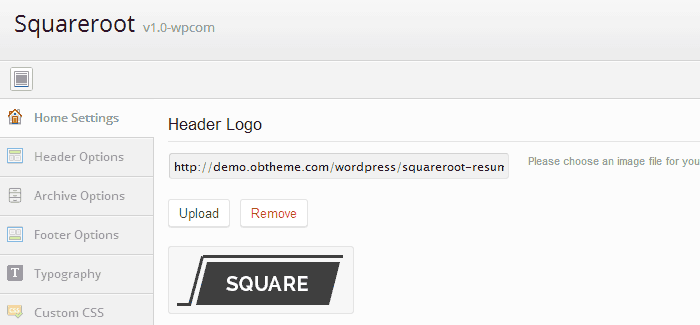 Squareroot v1.0-wpcom
Home Settings
Header Options
Archive Options
Footer Options
Typography
Custom CSS
Header Logo
http://demo.obtheme.com/wordpress/squareroot-resum
Please choose an image file for you
Upload Remove
SQUARE